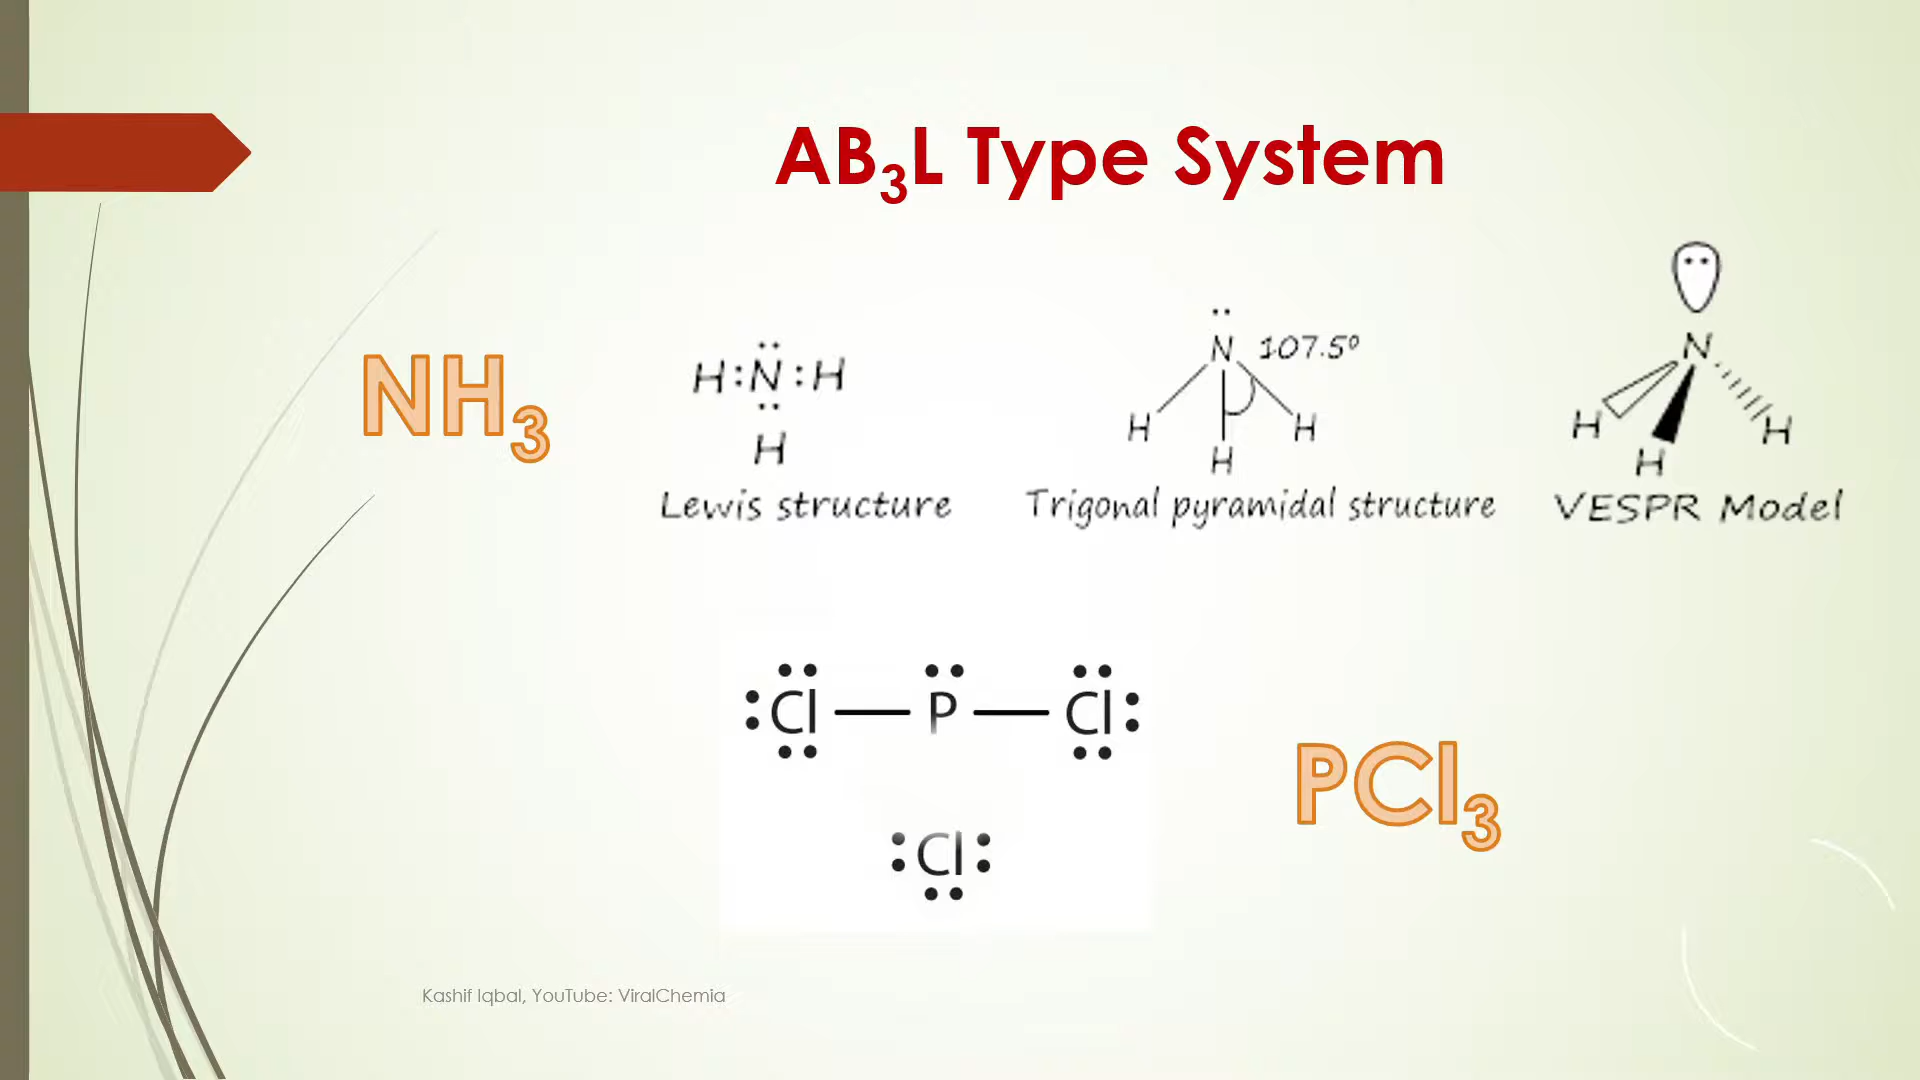 AB₃L Type System
NH₃
H:N:H
H
Lewis structure
N 107.5⁰
H H
H
Trigonal pyramidal structure
N
H H
H
VESPR Model
:Cl — P — Cl:
:Cl:
PCl₃
Kashif Iqbal, YouTube: ViralChemia